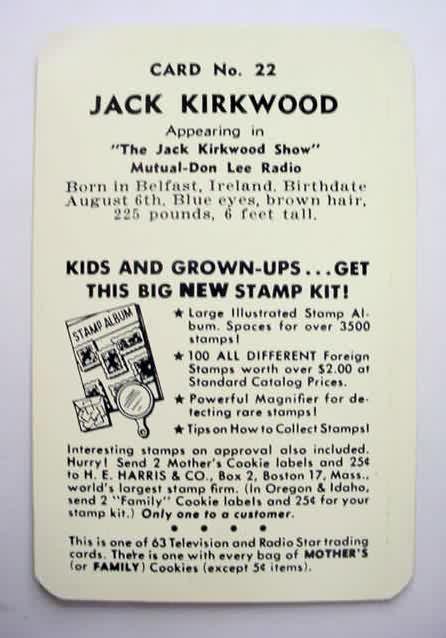 CARD No. 22
JACK KIRKWOOD
Appearing in
"The Jack Kirkwood Show"
Mutual-Don Lee Radio
Born in Belfast, Ireland. Birthdate
August 6th. Blue eyes, brown hair,
225 pounds, 6 feet tall.
KIDS AND GROWN-UPS...GET
THIS BIG NEW STAMP KIT!
STAMP ALBUM
★ Large Illustrated Stamp Al-
bum. Spaces for over 3500
stamps!
★ 100 ALL DIFFERENT Foreign
Stamps worth over $2.00 at
Standard Catalog Prices.
★ Powerful Magnifier for de-
tecting rare stamps!
★ Tips on How to Collect Stamps!
Interesting stamps on approval also included.
Hurry! Send 2 Mother's Cookie labels and 25¢
to H. E. HARRIS & CO., Box 2, Boston 17, Mass.,
world's largest stamp firm. (In Oregon & Idaho,
send 2 "Family" Cookie labels and 25¢ for your
stamp kit.) Only one to a customer.
• • • •
This is one of 63 Television and Radio Star trading
cards. There is one with every bag of MOTHER'S
(or FAMILY) Cookies (except 5¢ items).